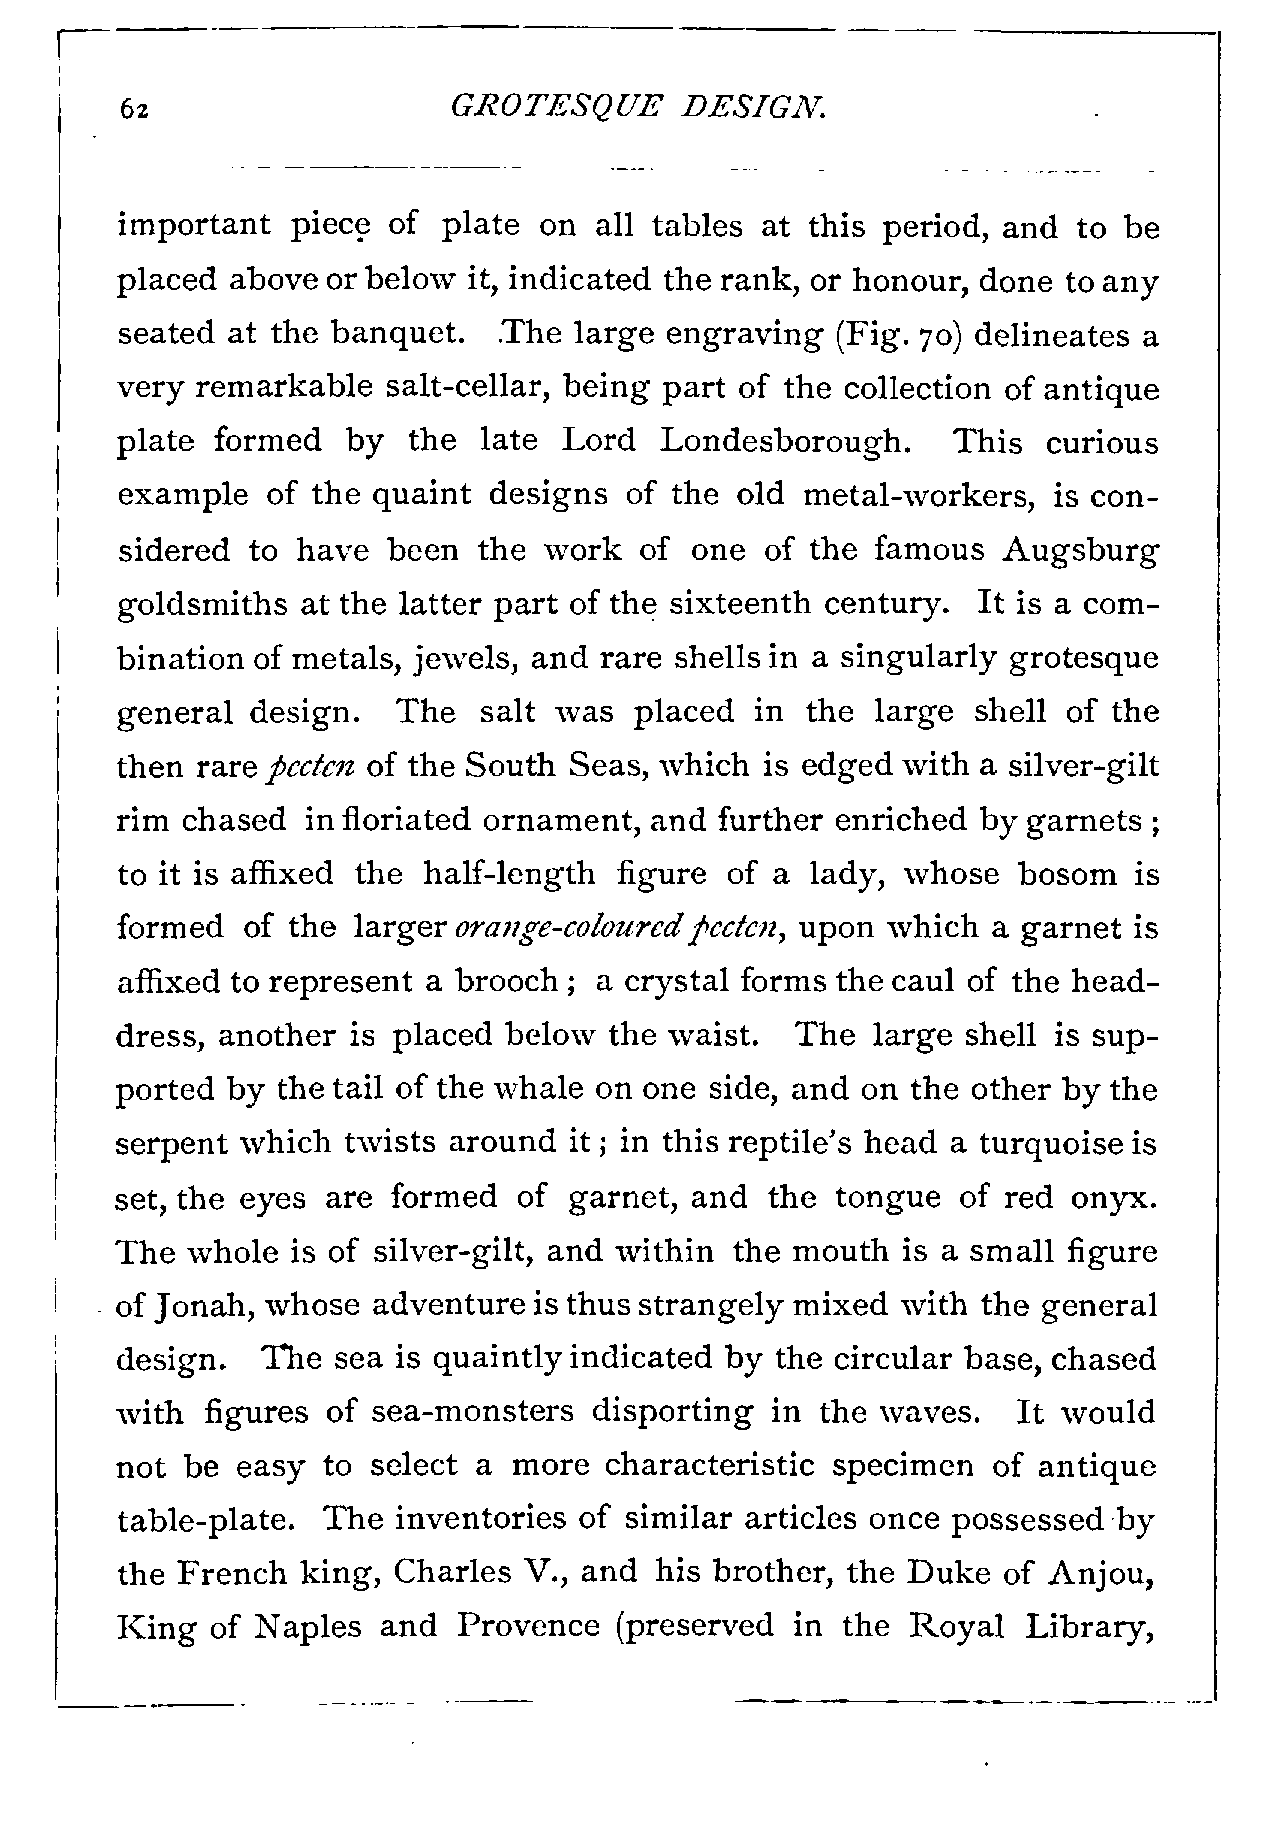 62 GROTESQUE DESIGN.
important piece of plate on all tables at this period, and to be
placed above or below it, indicated the rank, or honour, done to any
seated at the banquet. The large engraving (Fig. 70) delineates a
very remarkable salt-cellar, being part of the collection of antique
plate formed by the late Lord Londesborough. This curious
example of the quaint designs of the old metal-workers, is con-
sidered to have been the work of one of the famous Augsburg
goldsmiths at the latter part of the sixteenth century. It is a com-
bination of metals, jewels, and rare shells in a singularly grotesque
general design. The salt was placed in the large shell of the
then rare pecten of the South Seas, which is edged with a silver-gilt
rim chased in floriated ornament, and further enriched by garnets ;
to it is affixed the half-length figure of a lady, whose bosom is
formed of the larger orange-coloured pecten, upon which a garnet is
affixed to represent a brooch ; a crystal forms the caul of the head-
dress, another is placed below the waist. The large shell is sup-
ported by the tail of the whale on one side, and on the other by the
serpent which twists around it ; in this reptile's head a turquoise is
set, the eyes are formed of garnet, and the tongue of red onyx.
The whole is of silver-gilt, and within the mouth is a small figure
of Jonah, whose adventure is thus strangely mixed with the general
design. The sea is quaintly indicated by the circular base, chased
with figures of sea-monsters disporting in the waves. It would
not be easy to select a more characteristic specimen of antique
table-plate. The inventories of similar articles once possessed by
the French king, Charles V., and his brother, the Duke of Anjou,
King of Naples and Provence (preserved in the Royal Library,